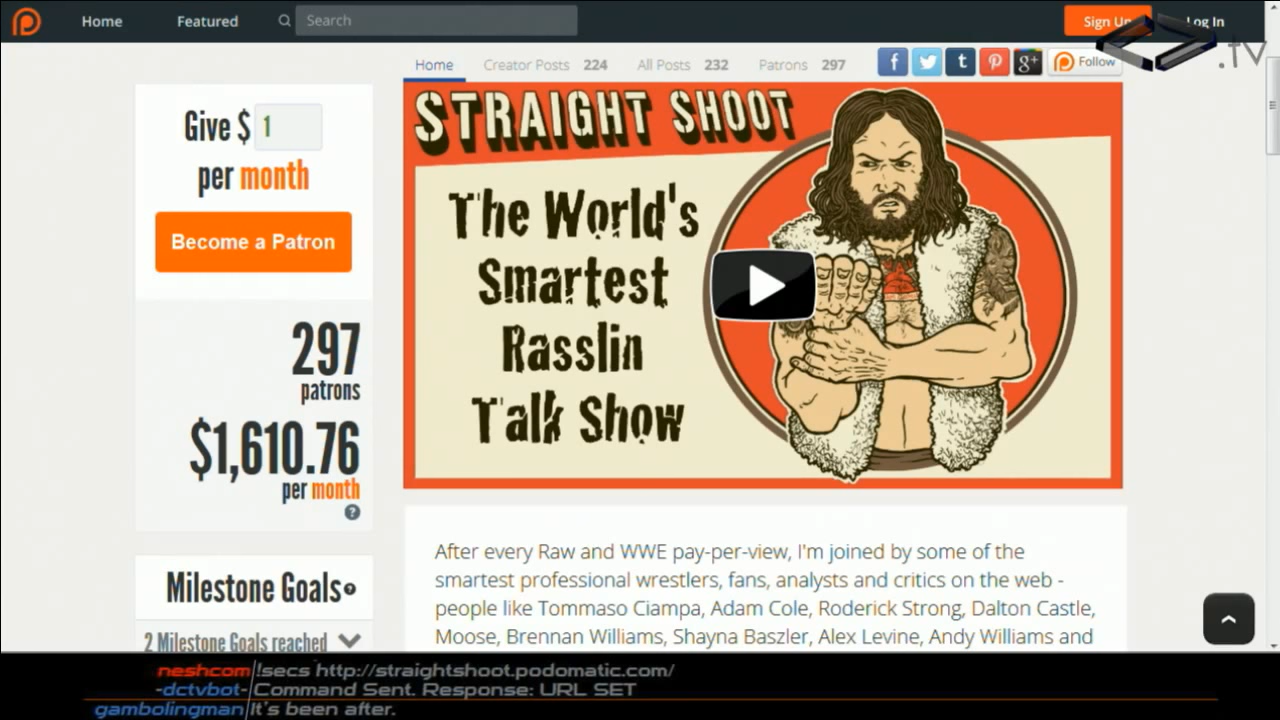 Home
Featured
Search
Sign Up
Log In
.tv
Home
Creator Posts 224
All Posts 232
Patrons 297
f
t
g+
Follow
Give $ 1
per month
Become a Patron
297
patrons
$1,610.76
per month
?
Milestone Goals
2 Milestone Goals reached
STRAIGHT SHOOT
The World's
Smartest
Rasslin
Talk Show
After every Raw and WWE pay-per-view, I'm joined by some of the
smartest professional wrestlers, fans, analysts and critics on the web -
people like Tommaso Ciampa, Adam Cole, Roderick Strong, Dalton Castle,
Moose, Brennan Williams, Shayna Baszler, Alex Levine, Andy Williams and
neshcom !secs http://straightshoot.podomatic.com/
-dctvbot- Command Sent. Response: URL SET
gambolingman It's been after.